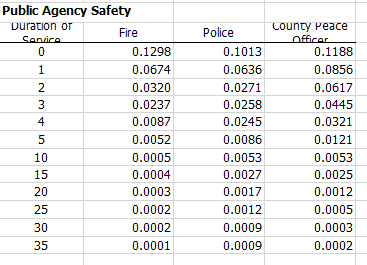 Public Agency Safety
Duration of Service Fire Police County Peace Officer
0 0.1298 0.1013 0.1188
1 0.0674 0.0636 0.0856
2 0.0320 0.0271 0.0617
3 0.0237 0.0258 0.0445
4 0.0087 0.0245 0.0321
5 0.0052 0.0086 0.0121
10 0.0005 0.0053 0.0053
15 0.0004 0.0027 0.0025
20 0.0003 0.0017 0.0012
25 0.0002 0.0012 0.0005
30 0.0002 0.0009 0.0003
35 0.0001 0.0009 0.0002